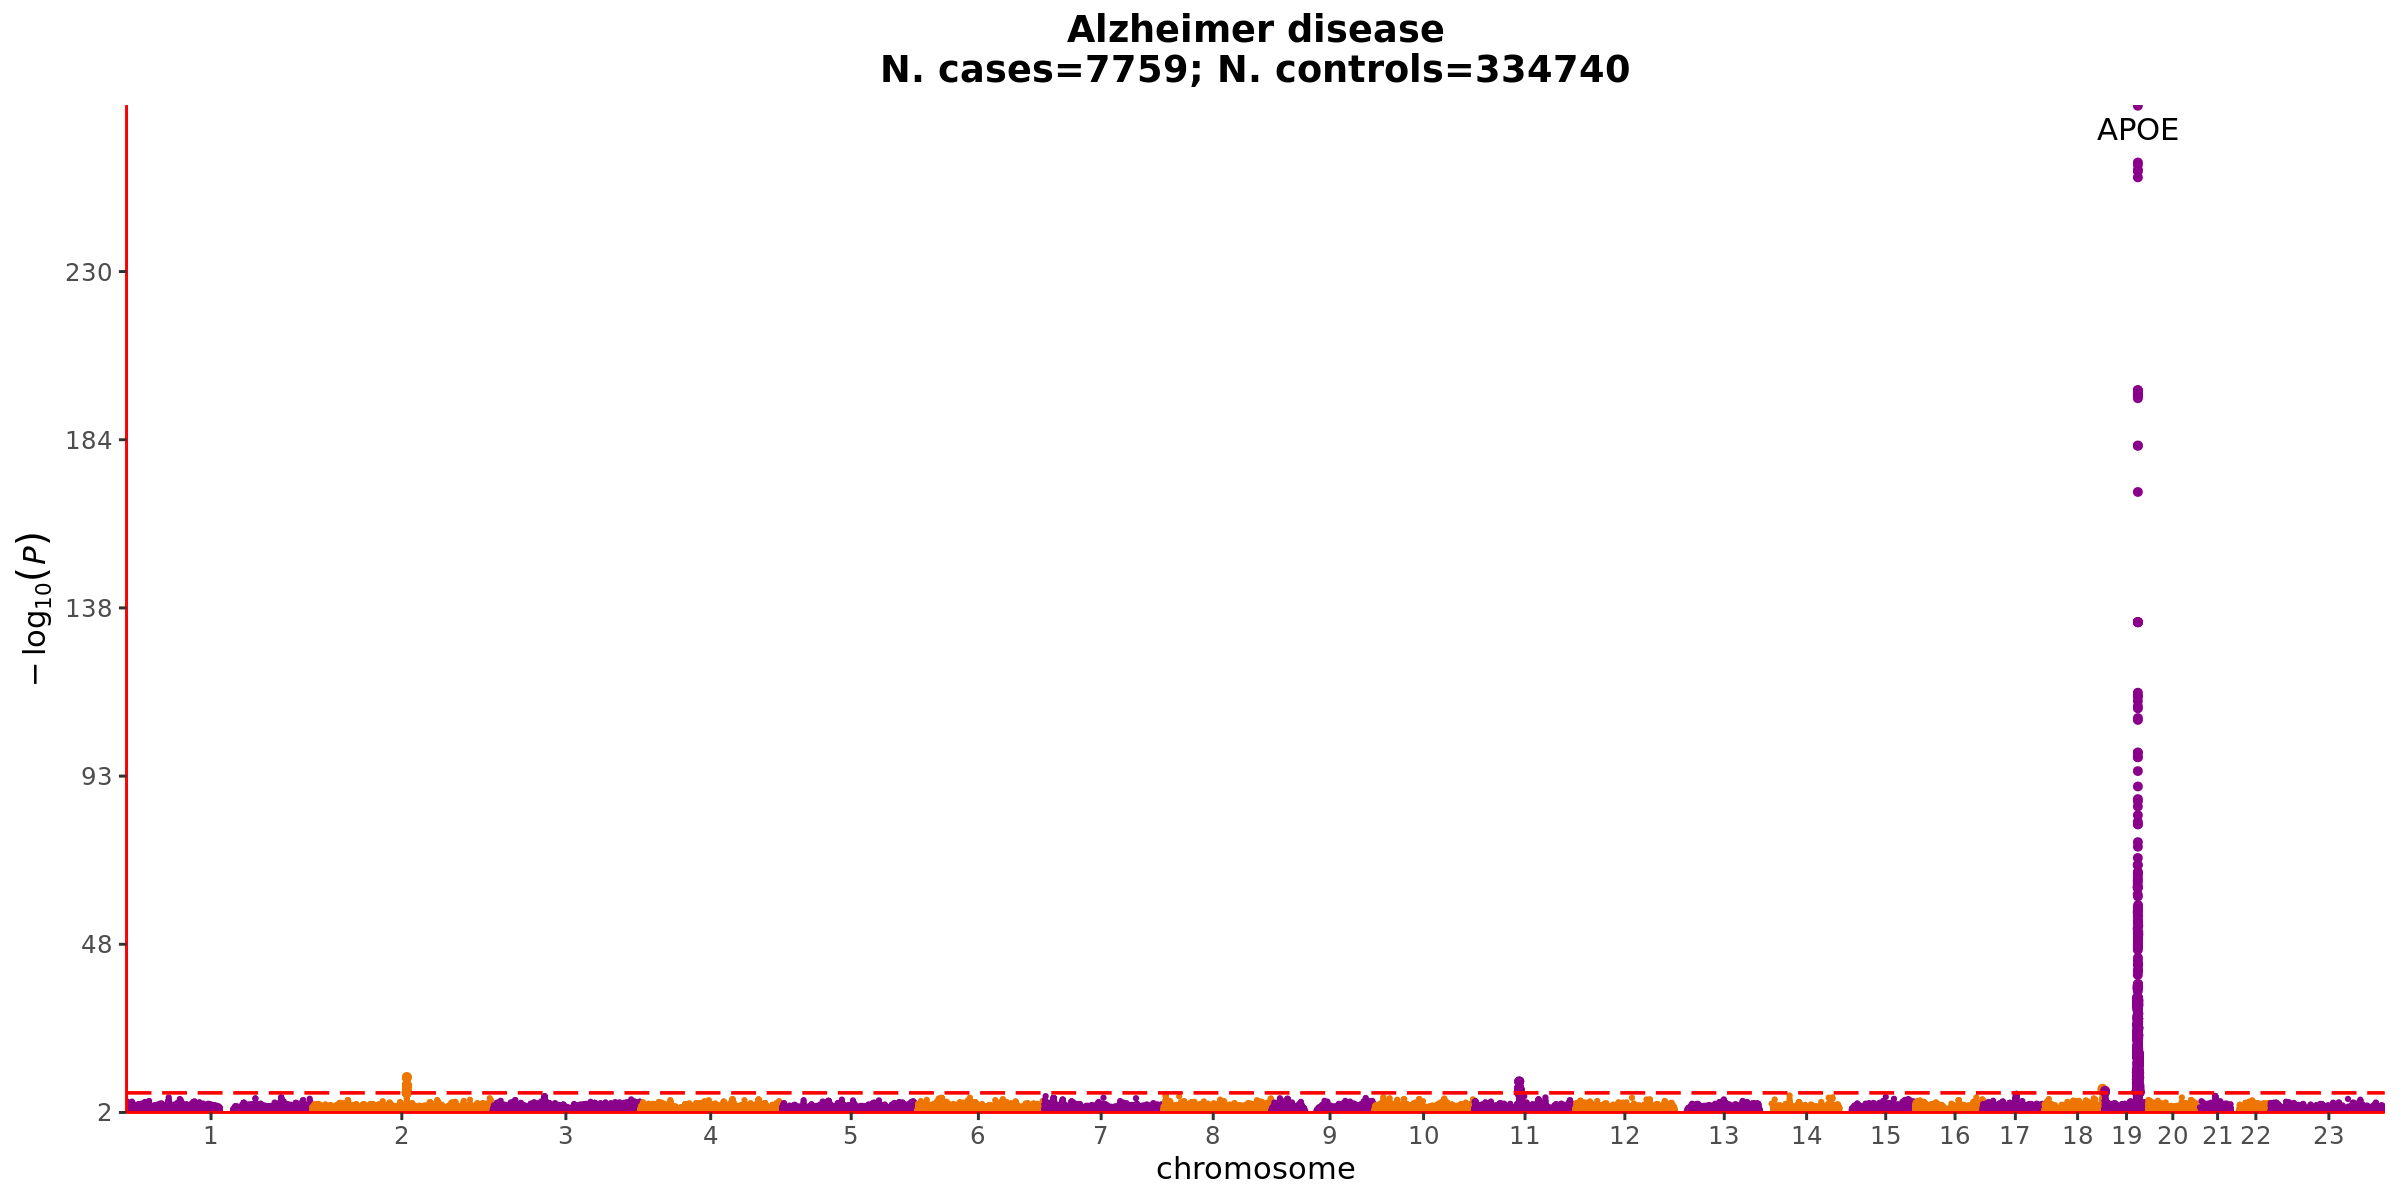 Alzheimer disease
N. cases=7759; N. controls=334740
APOE
230
184
138
93
48
2
−log10(P)
1 2 3 4 5 6 7 8 9 10 11 12 13 14 15 16 17 18 19 20 21 22 23
chromosome